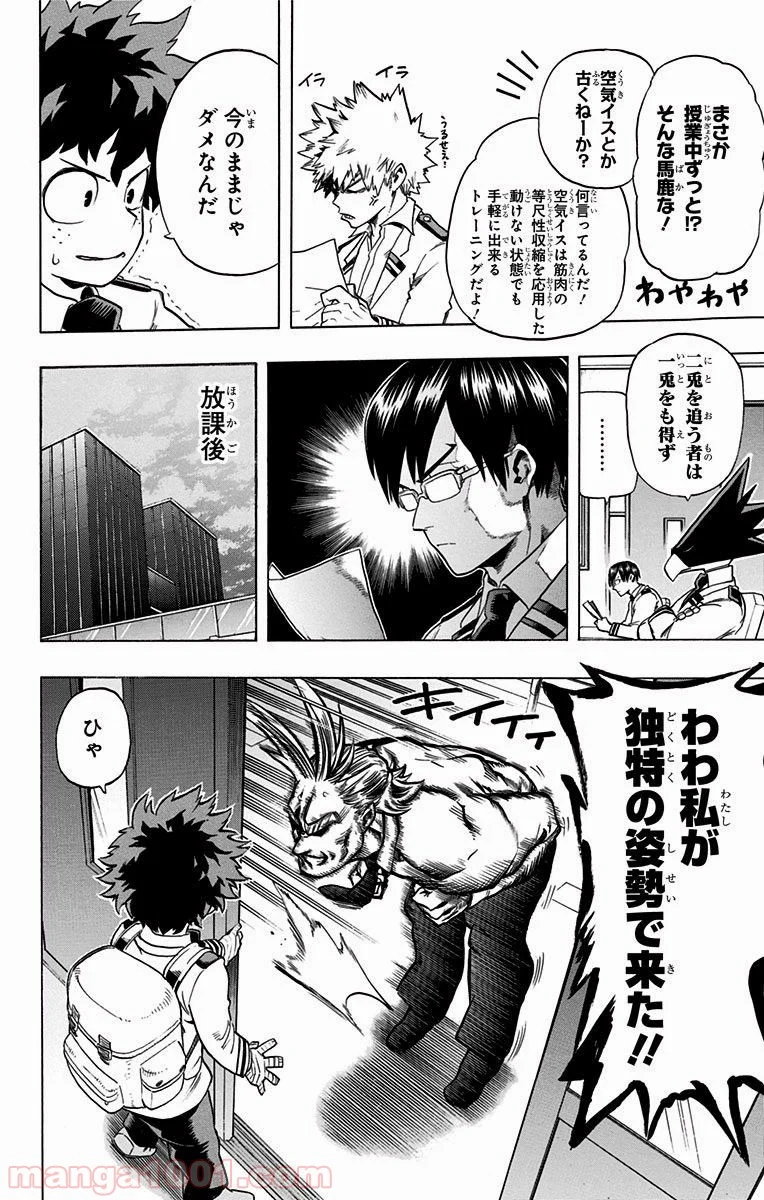 まさか
授業中ずっと!?
そんな馬鹿な!
わやわや
空気イスとか
古くねーか?
何言ってるんだ!
空気イスは筋肉の
等尺性収縮を応用した
動けない状態でも
手軽に出来る
トレーニングだよ!
イラ
イラ
うるせえ!
今のままじゃ
ダメなんだ
二兎を追う者は
一兎をも得ず
…………
放課後
わわ私が
独特の姿勢で来た!!
キイイィ
ひゃ
manga1001.com